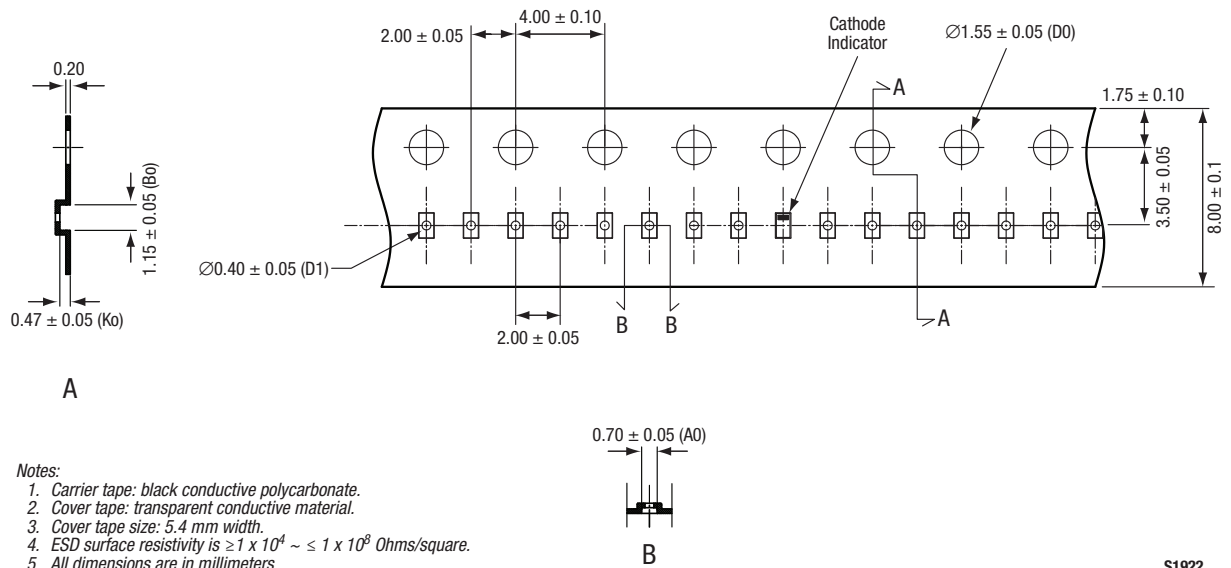 4.00 ± 0.10
2.00 ± 0.05
Cathode
Indicator
∅1.55 ± 0.05 (D0)
0.20
A
1.75 ± 0.10
1.15 ± 0.05 (Bo)
3.50 ± 0.05
8.00 ± 0.1
∅0.40 ± 0.05 (D1)
0.47 ± 0.05 (Ko)
B
B
A
2.00 ± 0.05
A
0.70 ± 0.05 (A0)
B
Notes:
1. Carrier tape: black conductive polycarbonate.
2. Cover tape: transparent conductive material.
3. Cover tape size: 5.4 mm width.
4. ESD surface resistivity is ≥1 x 10⁴ ~ ≤ 1 x 10⁸ Ohms/square.
5. All dimensions are in millimeters
S1922